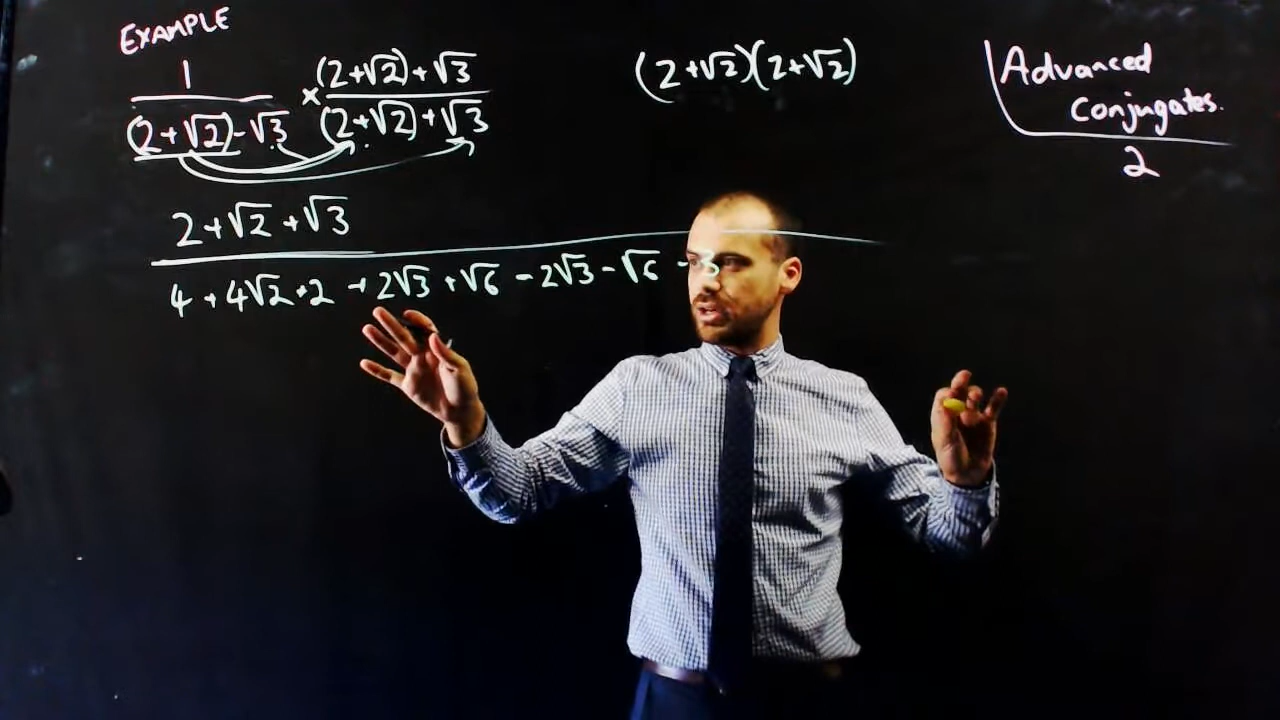 EXAMPLE
1 × (2+√2)+√3
(2+√2)-√3 (2+√2)+√3
(2+√2)(2+√2)
Advanced
Conjugates.
2
2+√2+√3
4+4√2+2+2√3+√6-2√3-√6-3